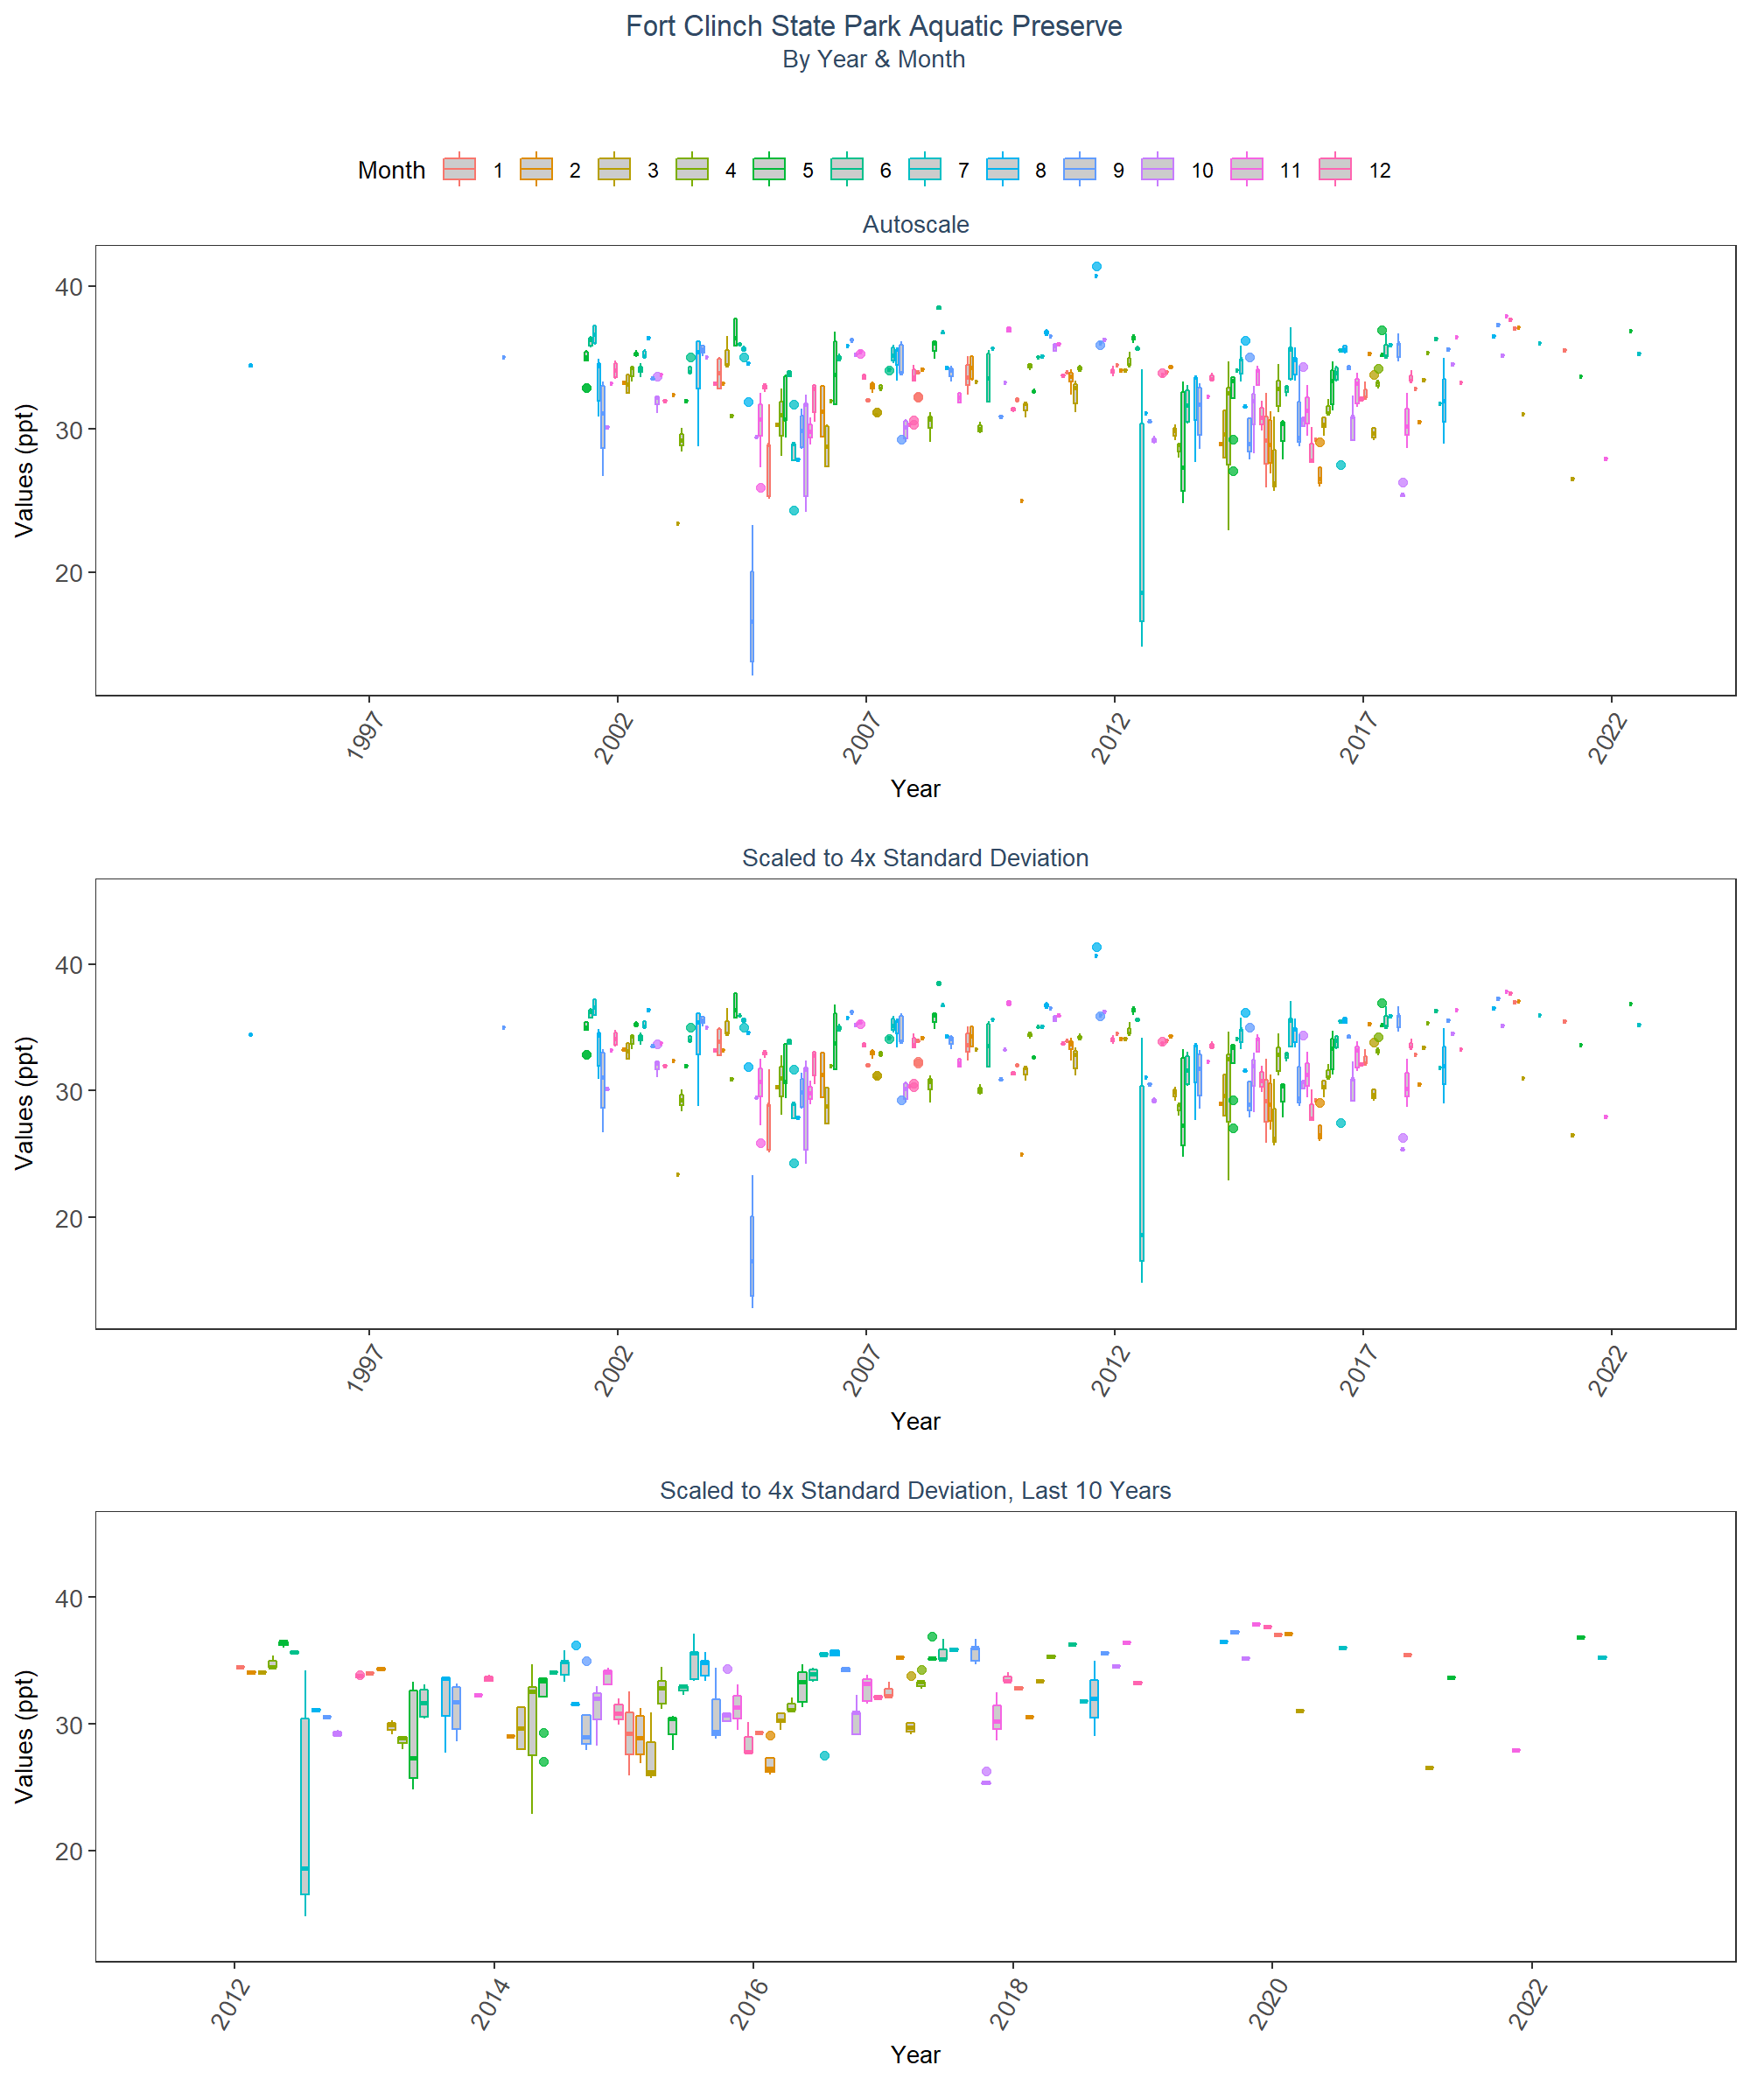 Fort Clinch State Park Aquatic Preserve
By Year & Month
Month 1 2 3 4 5 6 7 8 9 10 11 12
Autoscale
Values (ppt)
40
30
20
1997 2002 2007 2012 2017 2022
Year
Scaled to 4x Standard Deviation
Values (ppt)
40
30
20
1997 2002 2007 2012 2017 2022
Year
Scaled to 4x Standard Deviation, Last 10 Years
Values (ppt)
40
30
20
2012 2014 2016 2018 2020 2022
Year